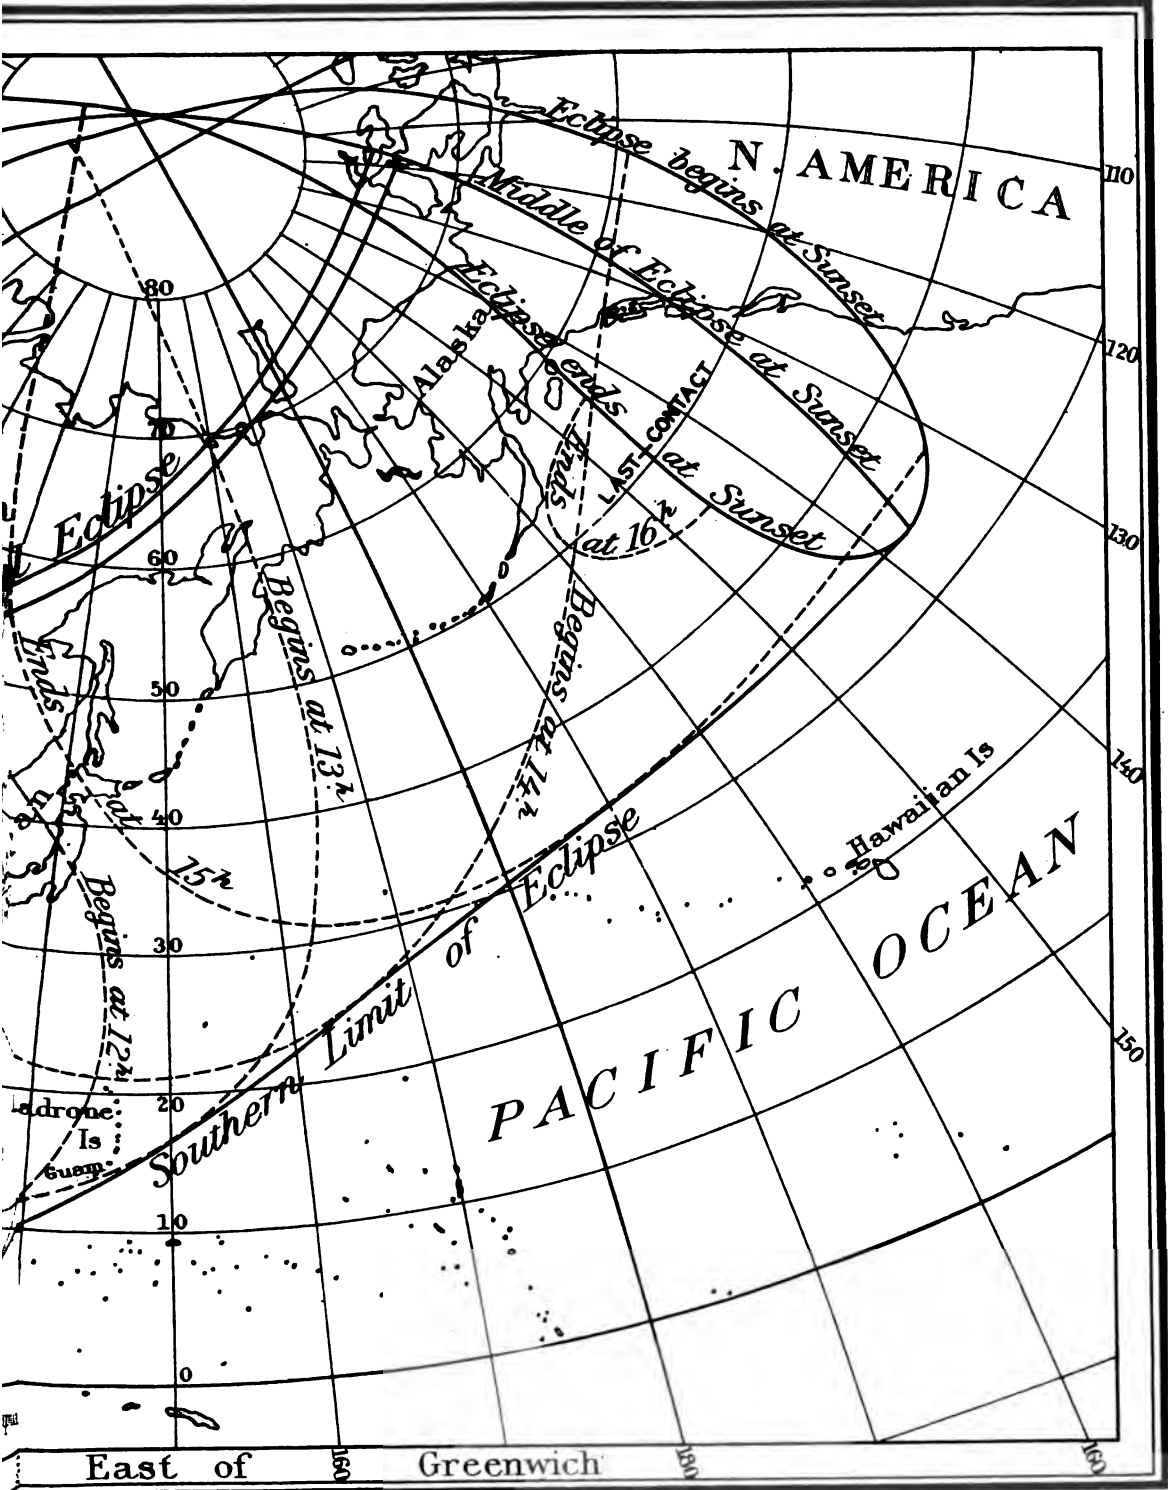 Eclipse begins at Sunset
N. AMERICA
110
Middle of Eclipse at Sunset
80
Eclipse ends at Sunset
Alaska
120
LAST CONTACT
70
Eclipse
Ends at 16h
130
60
Begins at 13h
Begins at 14h
Ends at 15h
50
140
Hawaiian Is
40
Southern Limit of Eclipse
PACIFIC OCEAN
Begins at 12h
30
150
20
Ladrone
Is
Guam
10
0
160
180
160
East of Greenwich